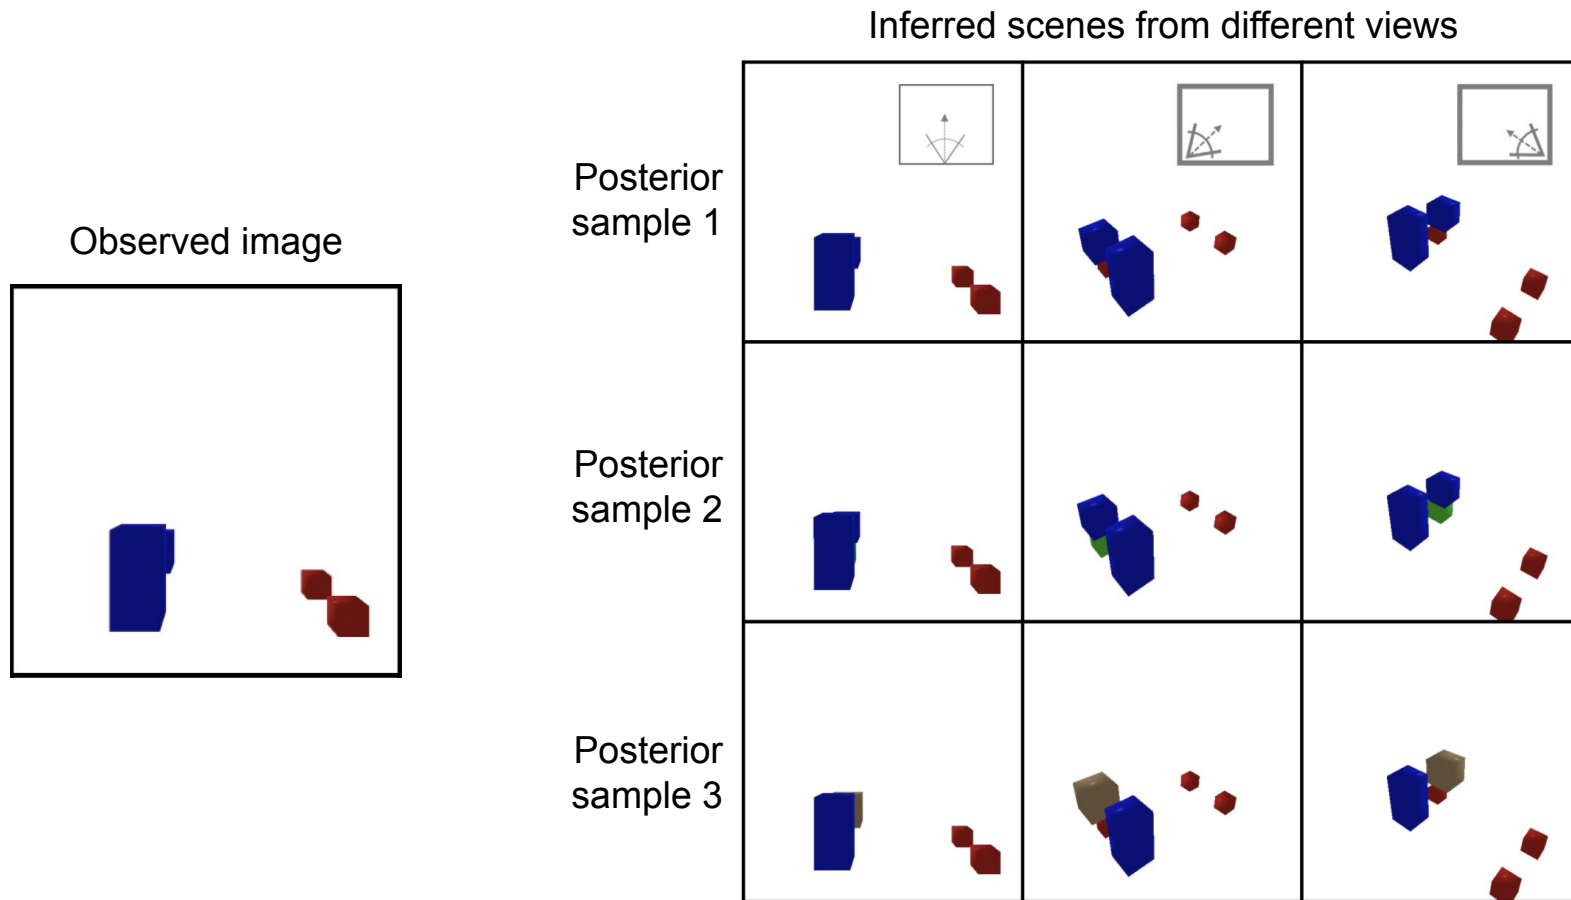 Inferred scenes from different views
Observed image
Posterior
sample 1
Posterior
sample 2
Posterior
sample 3